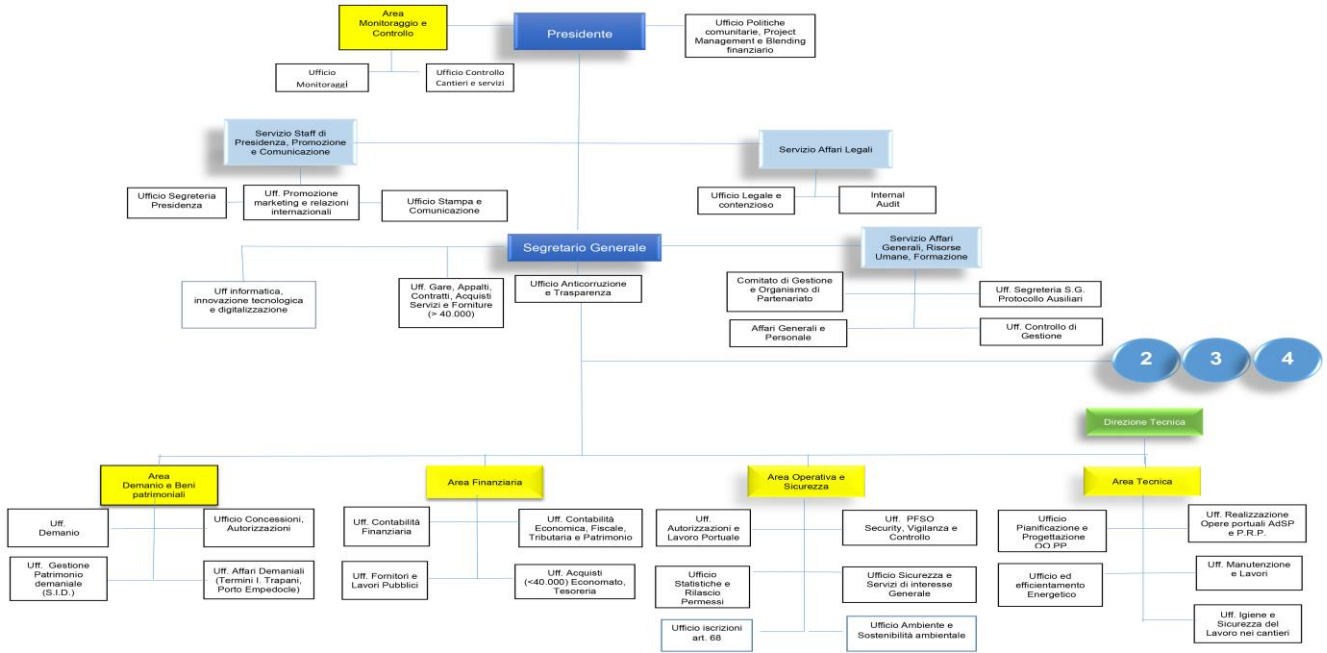 Area
Monitoraggio e
Controllo
Presidente
Ufficio Politiche
comunitarie, Project
Management e Blending
finanziario
Ufficio
Monitoraggi
Ufficio Controllo
Cantieri e servizi
Servizio Staff di
Presidenza, Promozione
e Comunicazione
Servizio Affari Legali
Ufficio Segreteria
Presidenza
Uf. Promozione
marketing e relazioni
internazionali
Ufficio Stampa e
Comunicazione
Ufficio Legale e
contenzioso
Internal
Audit
Segretario Generale
Servizio Affari
Generali, Risorse
Umane, Formazione
Uff informatica,
innovazione tecnologica
e digitalizzazione
Uff. Gare, Appalti,
Contratti, Acquisti
Servizi e Forniture
(> 40.000)
Ufficio Anticorruzione
e Trasparenza
Comitato di Gestione
e Organismo di
Partenariato
Uff. Segreteria S.G.
Protocollo Ausiliari
Affari Generali e
Personale
Uff. Controllo di
Gestione
2
3
4
Direzione Tecnica
Area
Demanio e Beni
patrimoniali
Area Finanziaria
Area Operativa e
Sicurezza
Area Tecnica
Uff.
Demanio
Ufficio Concessioni,
Autorizzazioni
Uff. Gestione
Patrimonio
demaniale
(S.I.D.)
Uff. Affari Demaniali
(Termini I. Trapani,
Porto Empedocle)
Uff. Contabilità
Finanziaria
Uff. Contabilità
Economica, Fiscale,
Tributaria e Patrimonio
Uff. Fornitori e
Lavori Pubblici
Uff. Acquisti
(<40.000) Economato,
Tesoreria
Uff.
Autorizzazioni e
Lavoro Portuale
Uff. PFSO
Security, Vigilanza e
Controllo
Ufficio
Statistiche e
Rilascio
Permessi
Ufficio Sicurezza e
Servizi di interesse
Generale
Ufficio iscrizioni
art. 68
Ufficio Ambiente e
Sostenibilità ambientale
Ufficio
Pianificazione e
Progettazione
OO.PP.
Uff. Realizzazione
Opere portuali AdSP
e P.R.P.
Ufficio ed
efficientamento
Energetico
Uff. Manutenzione
e Lavori
Uff. Igiene e
Sicurezza del
Lavoro nei cantieri